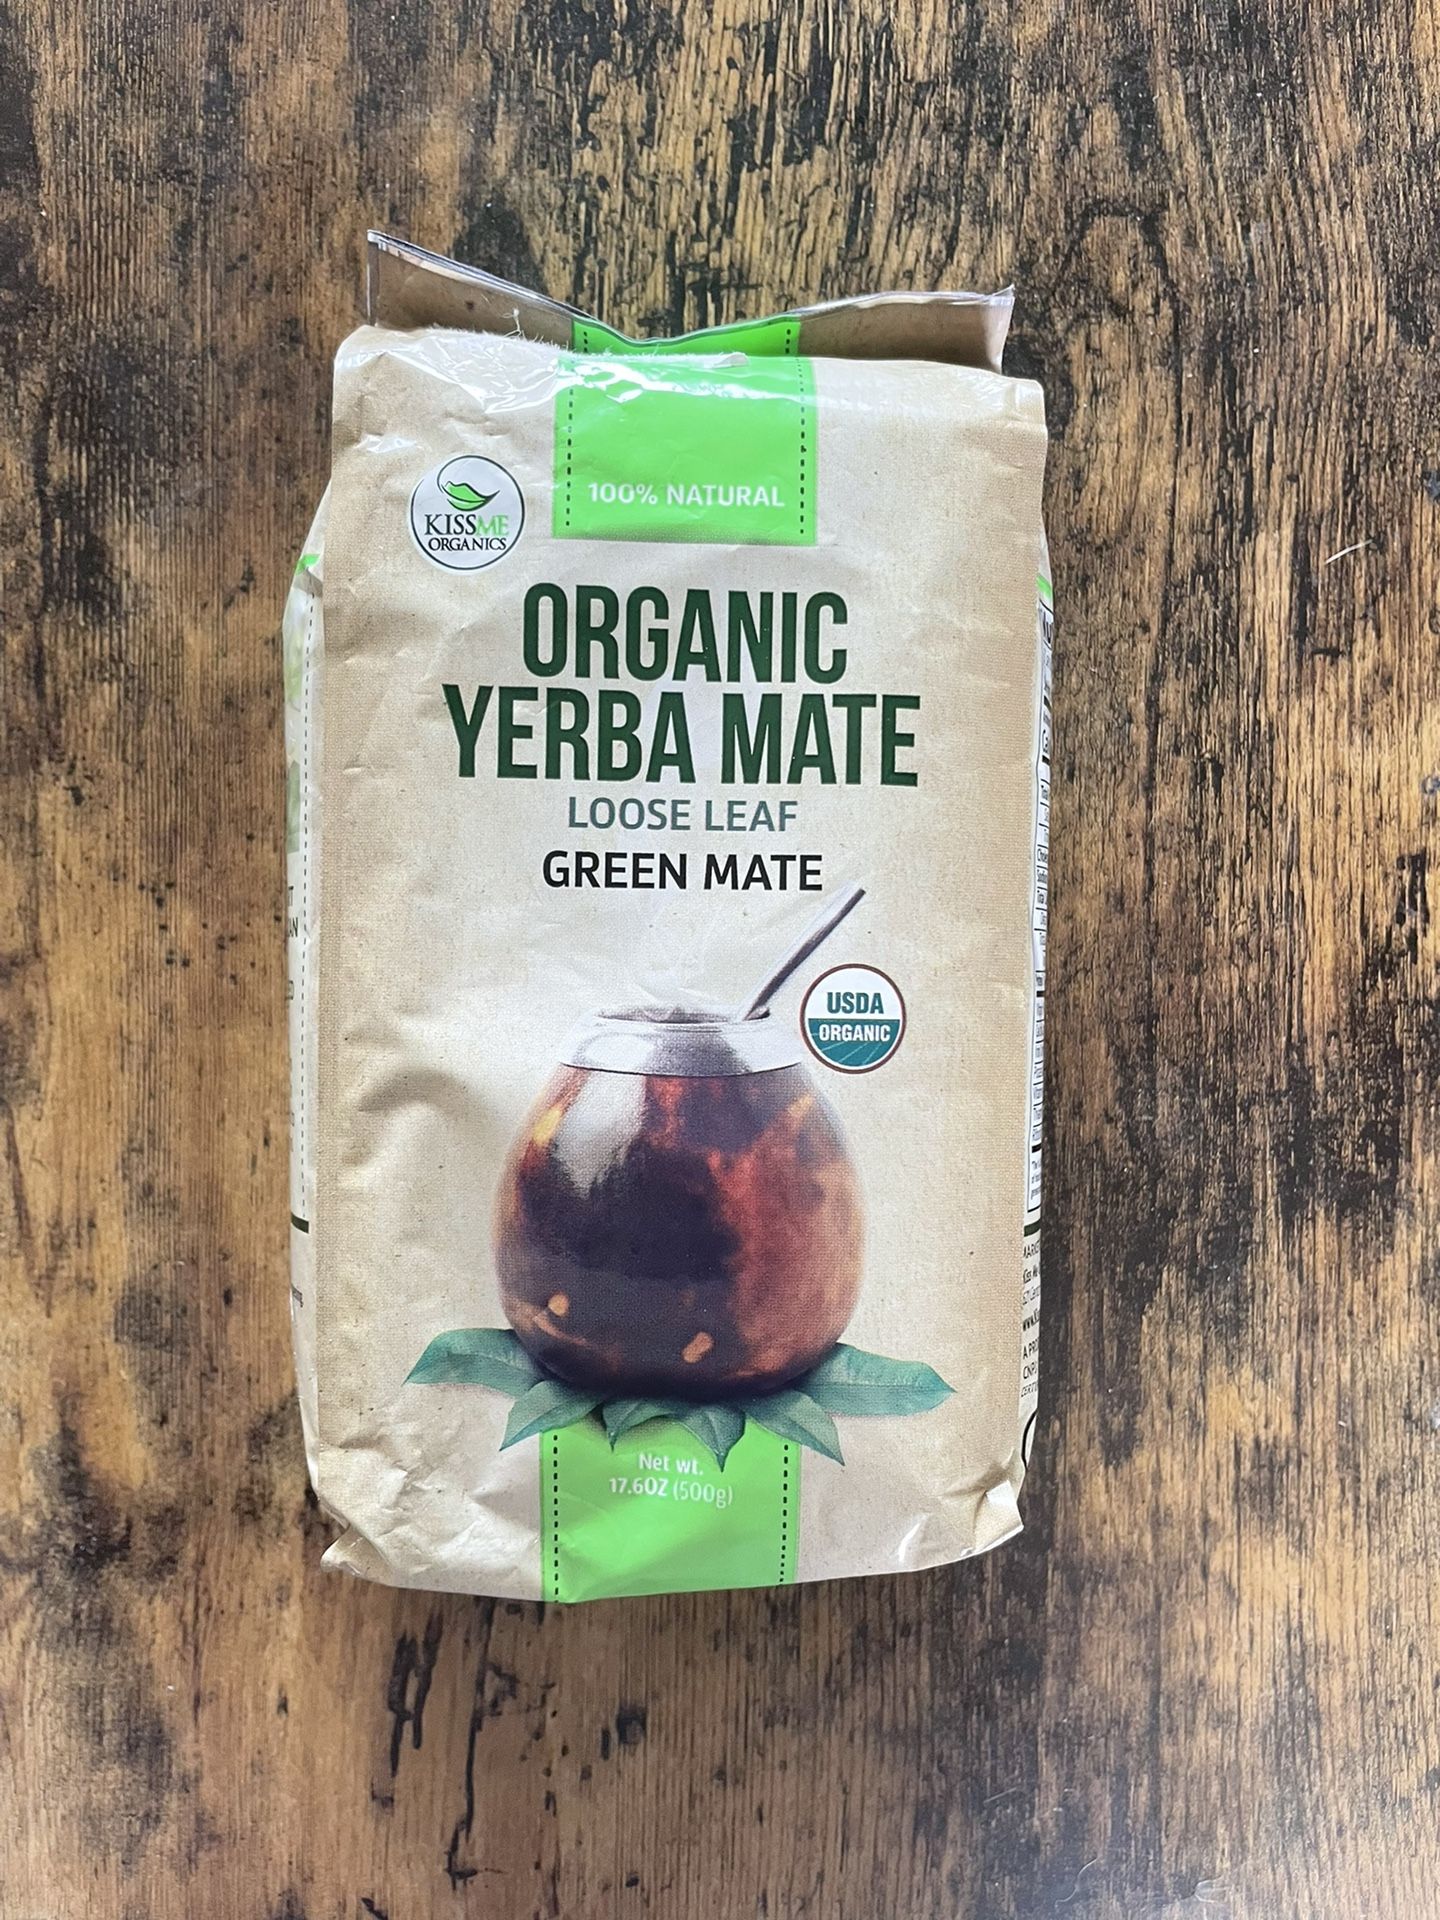 100% NATURAL
KISSME
ORGANICS
ORGANIC
YERBA MATE
LOOSE LEAF
GREEN MATE
USDA
ORGANIC
Net wt.
17.6OZ (500g)